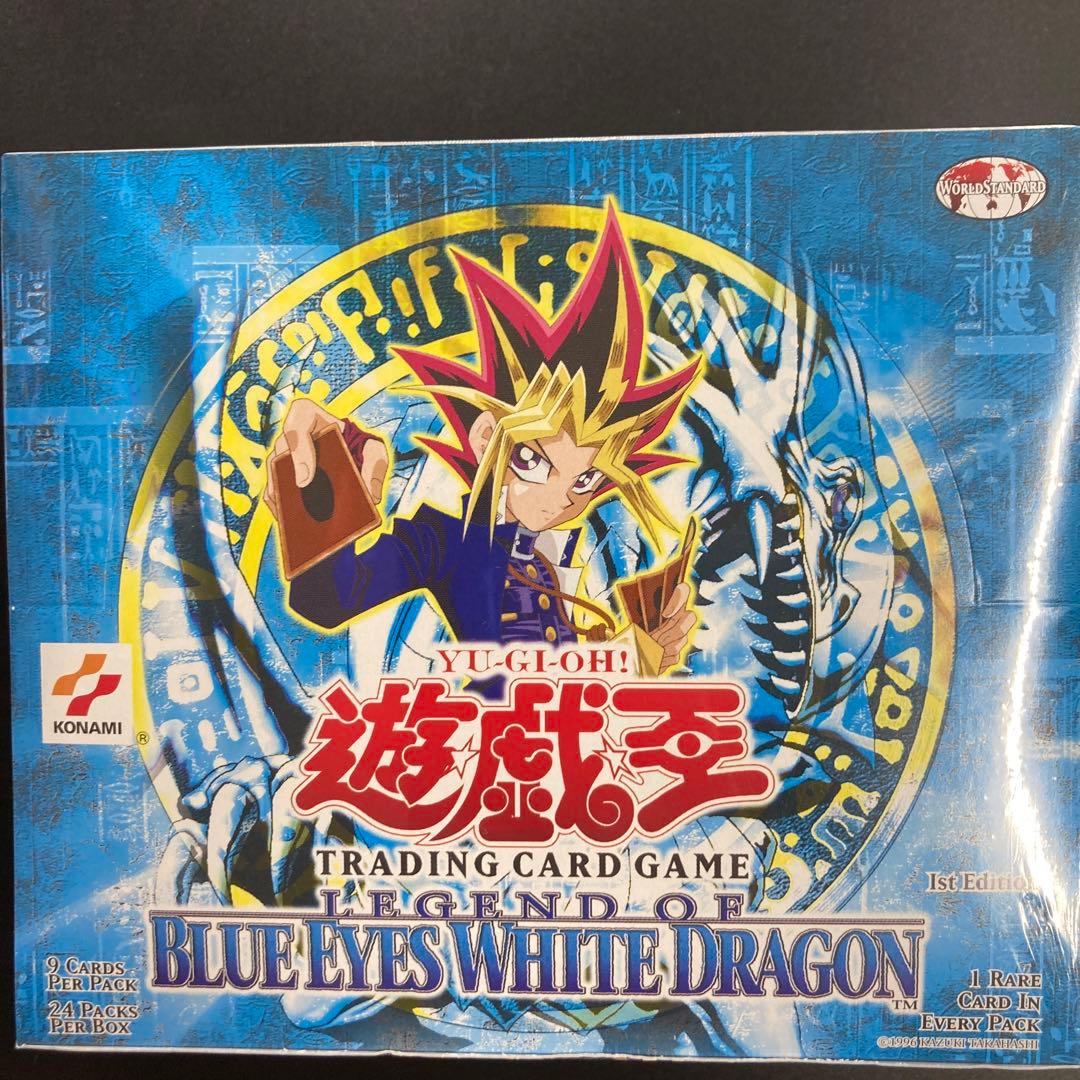 WORLDSTANDARD
KONAMI
®
YU-GI-OH!
遊戯王
TRADING CARD GAME
LEGEND OF
BLUE EYES WHITE DRAGON
TM
1st Edition
9 CARDS
PER PACK
24 PACKS
PER BOX
1 RARE
CARD IN
EVERY PACK
©1996 KAZUKI TAKAHASHI